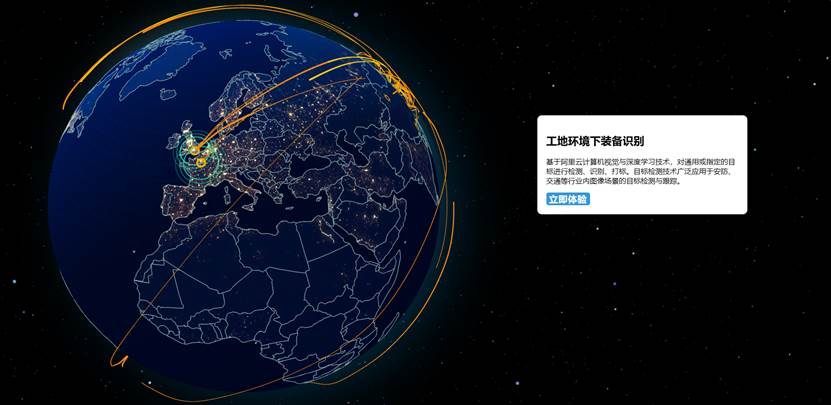 工地环境下装备识别
基于阿里云计算机视觉与深度学习技术，对通用或指定的目
标进行检测、识别、打标。目标检测技术广泛应用于安防、
交通等行业内图像场景的目标检测与跟踪。
立即体验